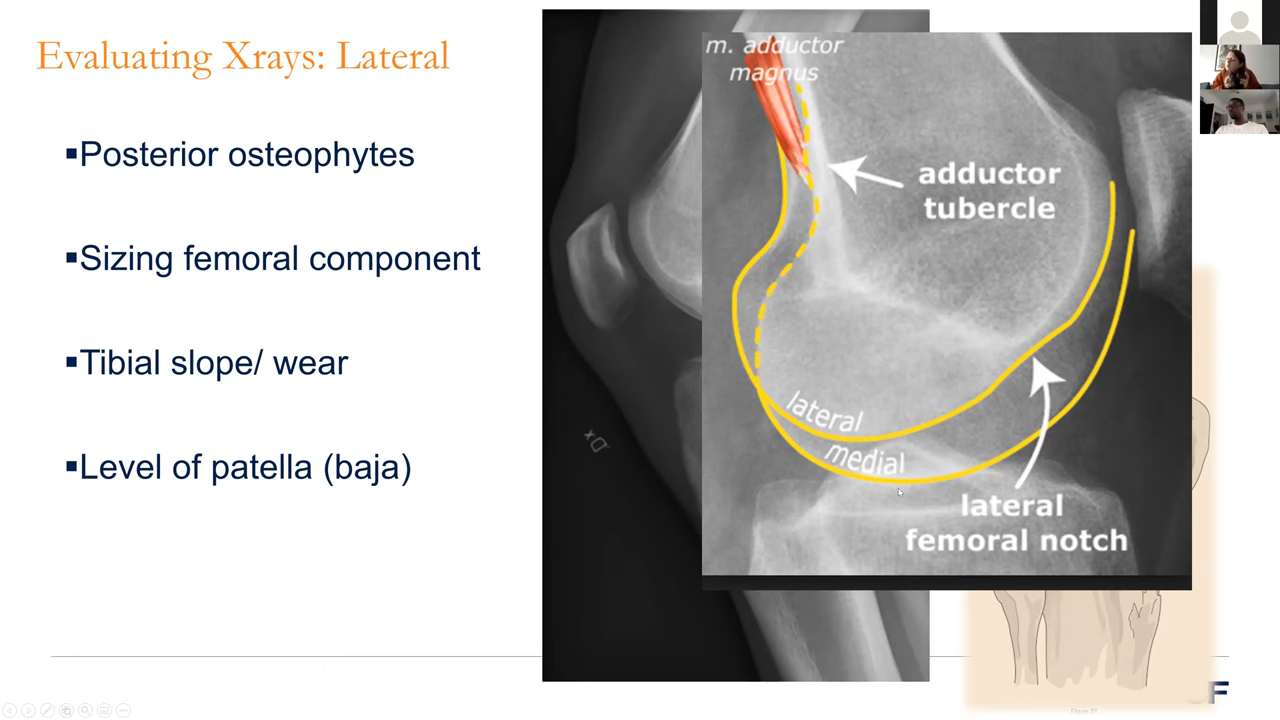 Evaluating Xrays: Lateral
▪Posterior osteophytes
▪Sizing femoral component
▪Tibial slope/ wear
▪Level of patella (baja)
m. adductor
magnus
adductor
tubercle
lateral
medial
lateral
femoral notch
Dx
F